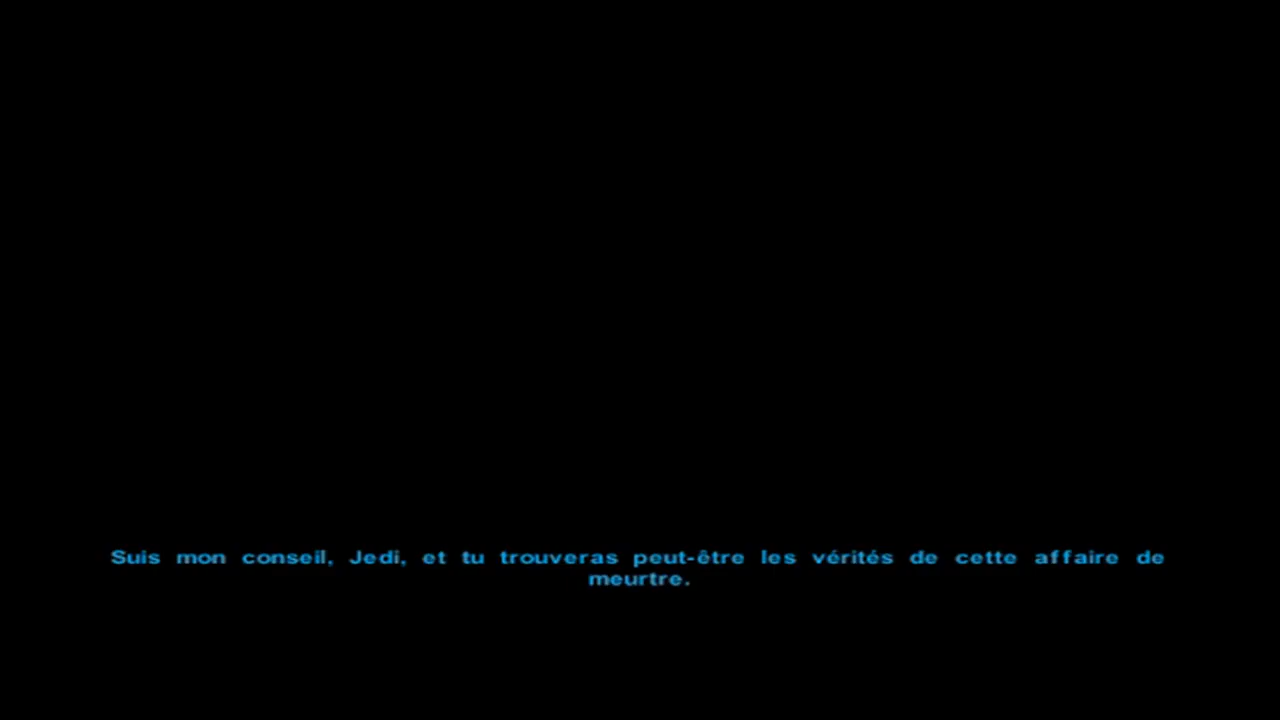 Suis mon conseil, Jedi, et tu trouveras peut-être les vérités de cette affaire de
meurtre.